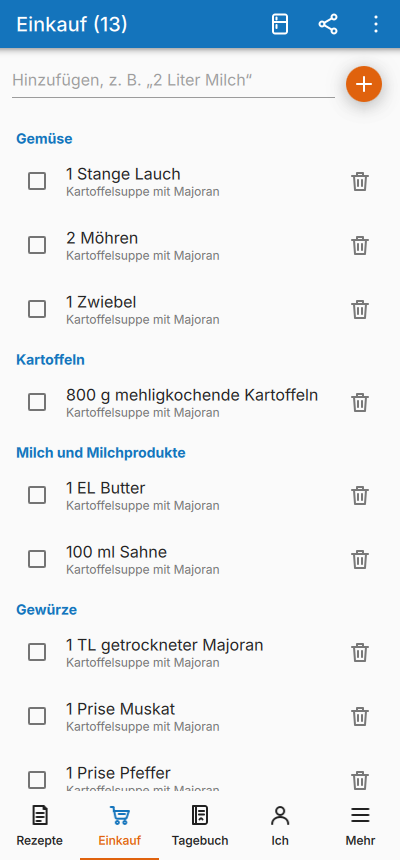 Einkauf (13)
Hinzufügen, z. B. „2 Liter Milch“
Gemüse
1 Stange Lauch
Kartoffelsuppe mit Majoran
2 Möhren
Kartoffelsuppe mit Majoran
1 Zwiebel
Kartoffelsuppe mit Majoran
Kartoffeln
800 g mehligkochende Kartoffeln
Kartoffelsuppe mit Majoran
Milch und Milchprodukte
1 EL Butter
Kartoffelsuppe mit Majoran
100 ml Sahne
Kartoffelsuppe mit Majoran
Gewürze
1 TL getrockneter Majoran
Kartoffelsuppe mit Majoran
1 Prise Muskat
Kartoffelsuppe mit Majoran
1 Prise Pfeffer
Kartoffelsuppe mit Majoran
Rezepte Einkauf Tagebuch Ich Mehr